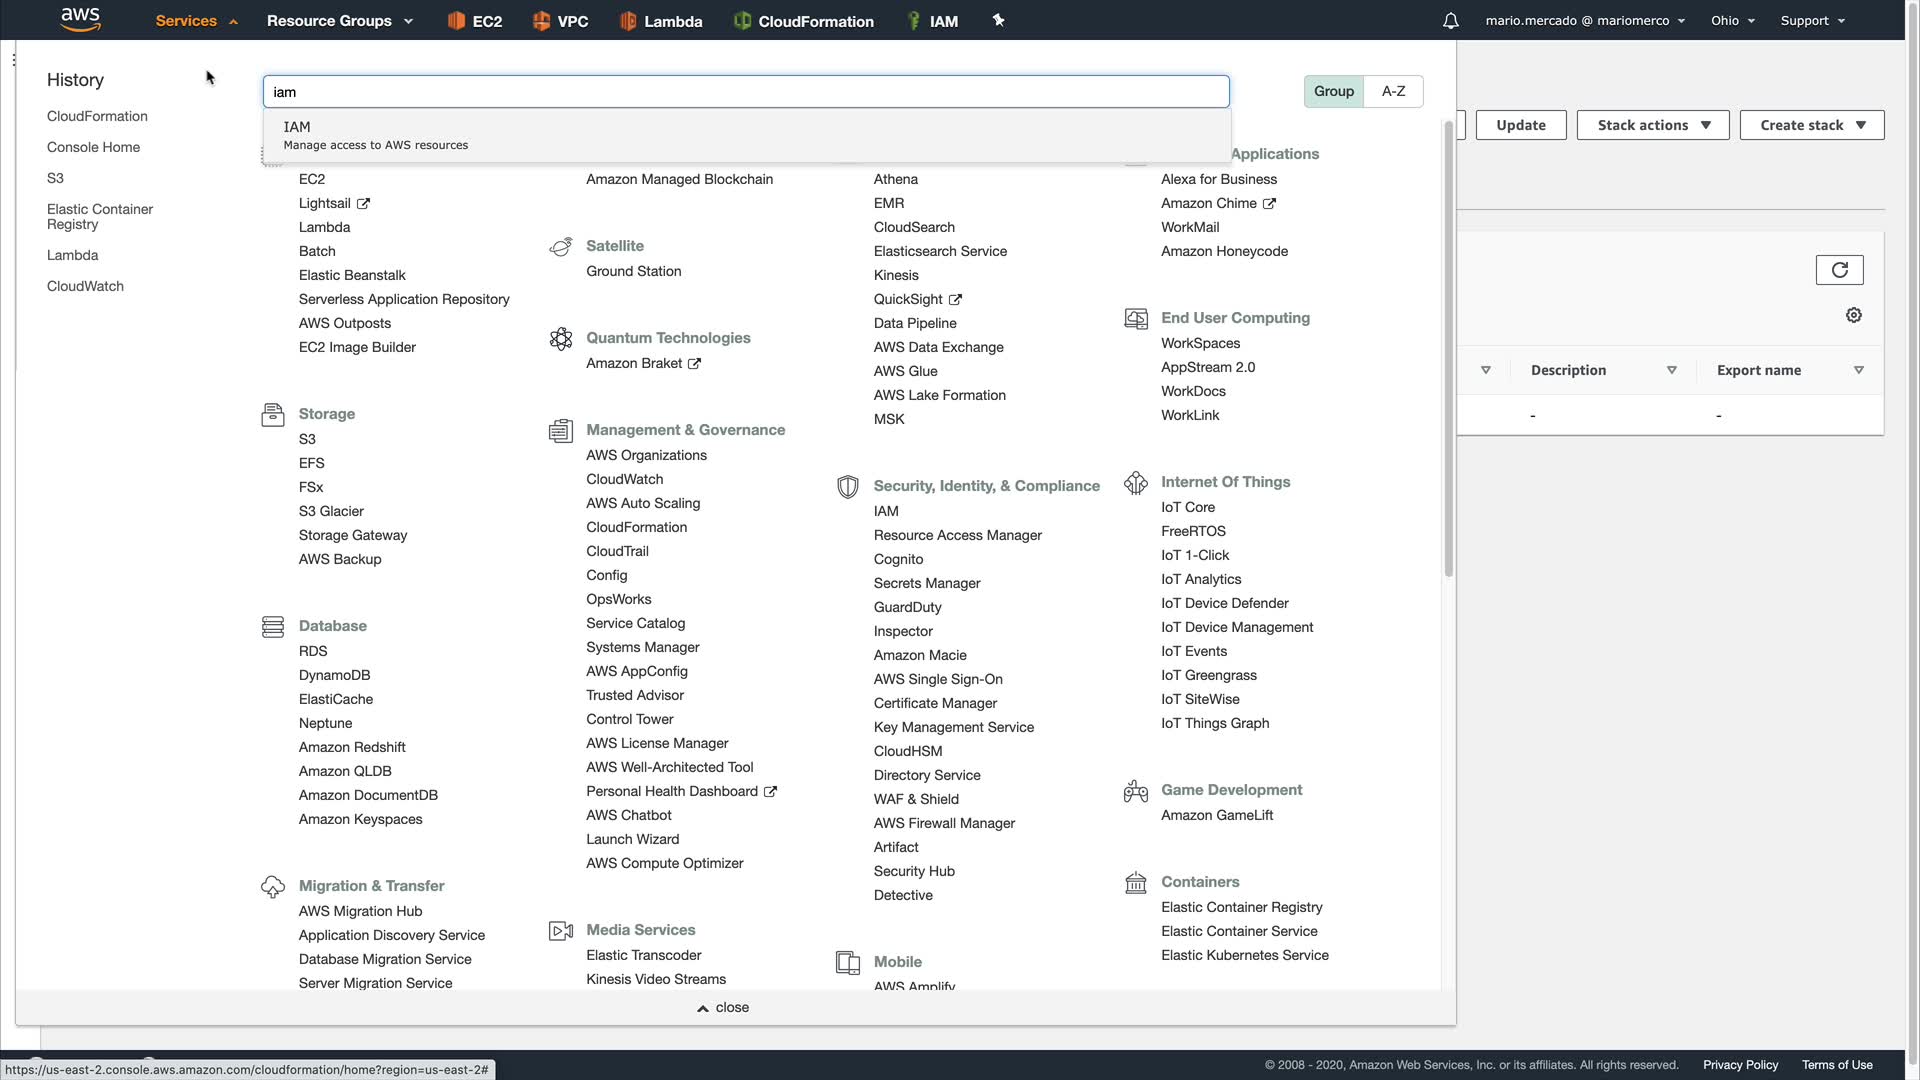 aws
Services
Resource Groups
EC2
VPC
Lambda
CloudFormation
IAM
mario.mercado @ mariomerco
Ohio
Support
History
CloudFormation
Console Home
S3
Elastic Container
Registry
Lambda
CloudWatch
iam
Group
A-Z
IAM
Manage access to AWS resources
EC2
Lightsail
Lambda
Batch
Elastic Beanstalk
Serverless Application Repository
AWS Outposts
EC2 Image Builder
Storage
S3
EFS
FSx
S3 Glacier
Storage Gateway
AWS Backup
Database
RDS
DynamoDB
ElastiCache
Neptune
Amazon Redshift
Amazon QLDB
Amazon DocumentDB
Amazon Keyspaces
Migration & Transfer
AWS Migration Hub
Application Discovery Service
Database Migration Service
Server Migration Service
Amazon Managed Blockchain
Satellite
Ground Station
Quantum Technologies
Amazon Braket
Management & Governance
AWS Organizations
CloudWatch
AWS Auto Scaling
CloudFormation
CloudTrail
Config
OpsWorks
Service Catalog
Systems Manager
AWS AppConfig
Trusted Advisor
Control Tower
AWS License Manager
AWS Well-Architected Tool
Personal Health Dashboard
AWS Chatbot
Launch Wizard
AWS Compute Optimizer
Media Services
Elastic Transcoder
Kinesis Video Streams
Athena
EMR
CloudSearch
Elasticsearch Service
Kinesis
QuickSight
Data Pipeline
AWS Data Exchange
AWS Glue
AWS Lake Formation
MSK
Security, Identity, & Compliance
IAM
Resource Access Manager
Cognito
Secrets Manager
GuardDuty
Inspector
Amazon Macie
AWS Single Sign-On
Certificate Manager
Key Management Service
CloudHSM
Directory Service
WAF & Shield
AWS Firewall Manager
Artifact
Security Hub
Detective
Mobile
AWS Amplify
Applications
Alexa for Business
Amazon Chime
WorkMail
Amazon Honeycode
End User Computing
WorkSpaces
AppStream 2.0
WorkDocs
WorkLink
Internet Of Things
IoT Core
FreeRTOS
IoT 1-Click
IoT Analytics
IoT Device Defender
IoT Device Management
IoT Events
IoT Greengrass
IoT SiteWise
IoT Things Graph
Game Development
Amazon GameLift
Containers
Elastic Container Registry
Elastic Container Service
Elastic Kubernetes Service
close
Update
Stack actions
Create stack
Description
Export name
-
-
https://us-east-2.console.aws.amazon.com/cloudformation/home?region=us-east-2#
© 2008 - 2020, Amazon Web Services, Inc. or its affiliates. All rights reserved.
Privacy Policy
Terms of Use